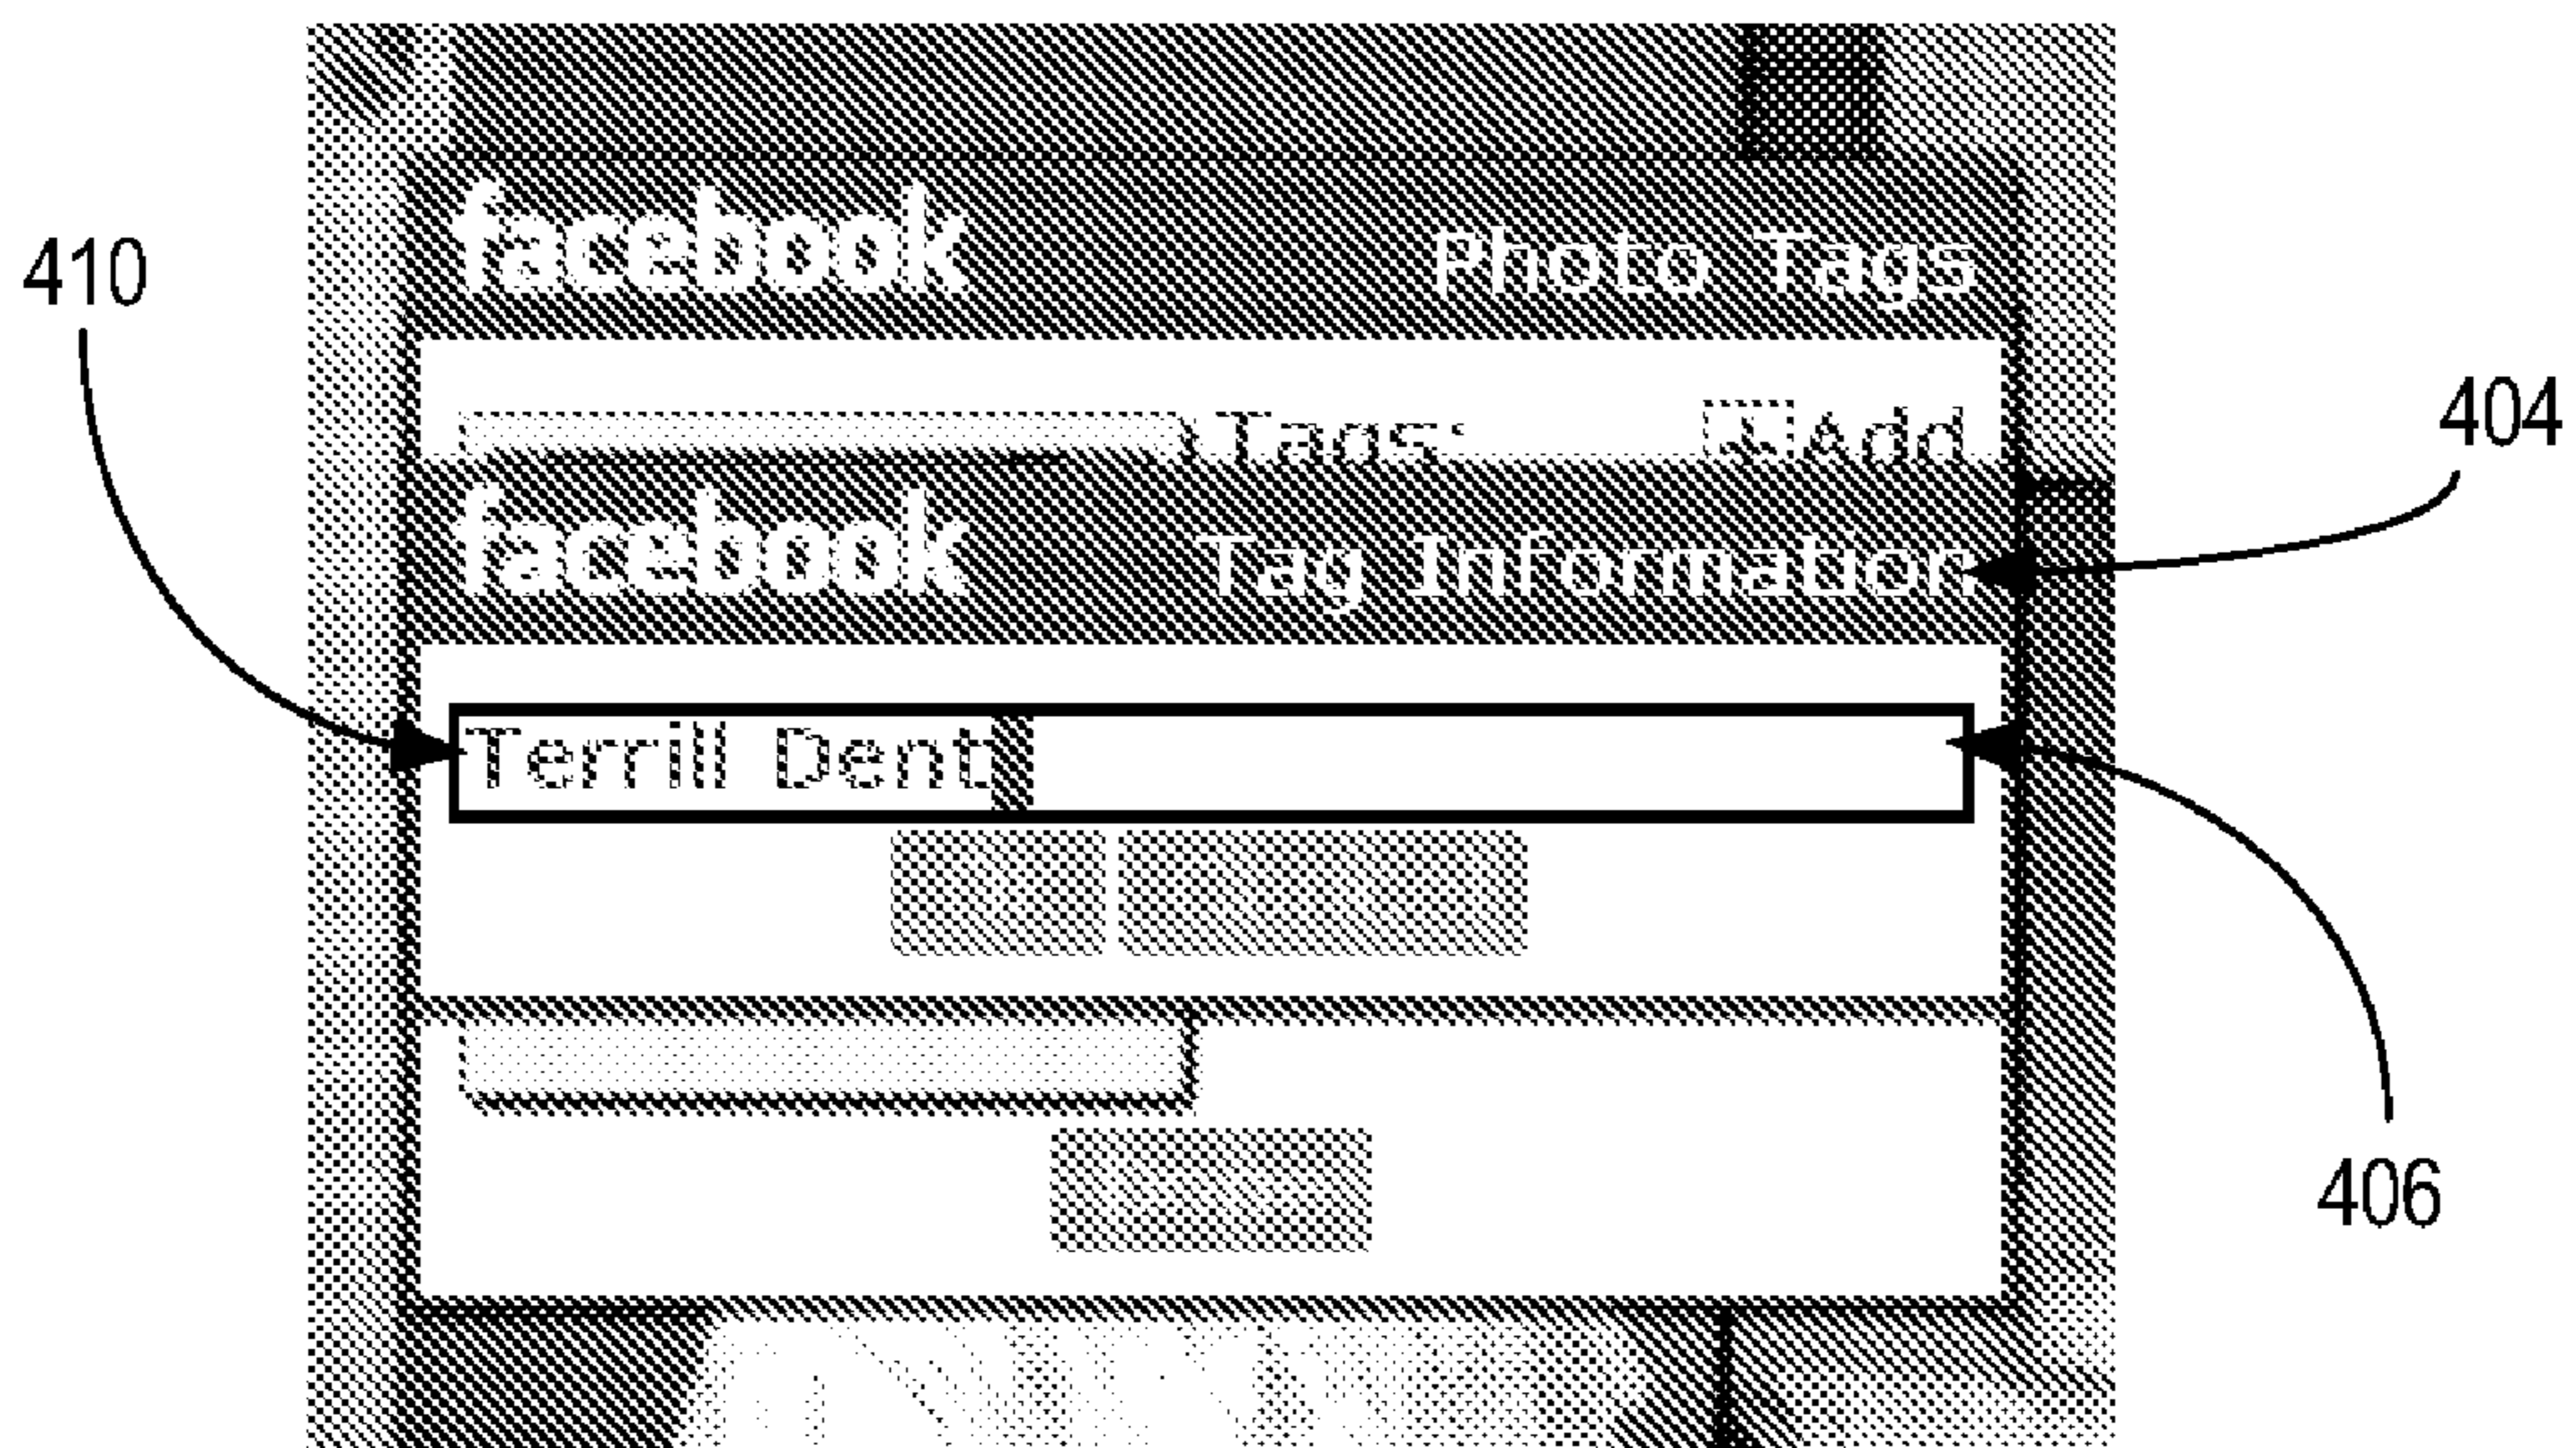 facebook Photo Tags
410
Tags: Add
404
facebook Tag Information
Terrill Dent
406